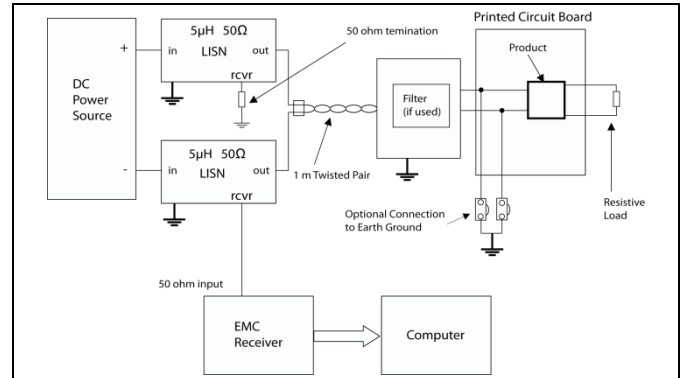 Printed Circuit Board
5µH 50Ω
in out
LISN
rcvr
50 ohm temination
Product
+
DC
Power
Source
-
Filter
(if used)
5µH 50Ω
in out
LISN
rcvr
1 m Twisted Pair
Optional Connection
to Earth Ground
Resistive
Load
50 ohm input
EMC
Receiver
Computer